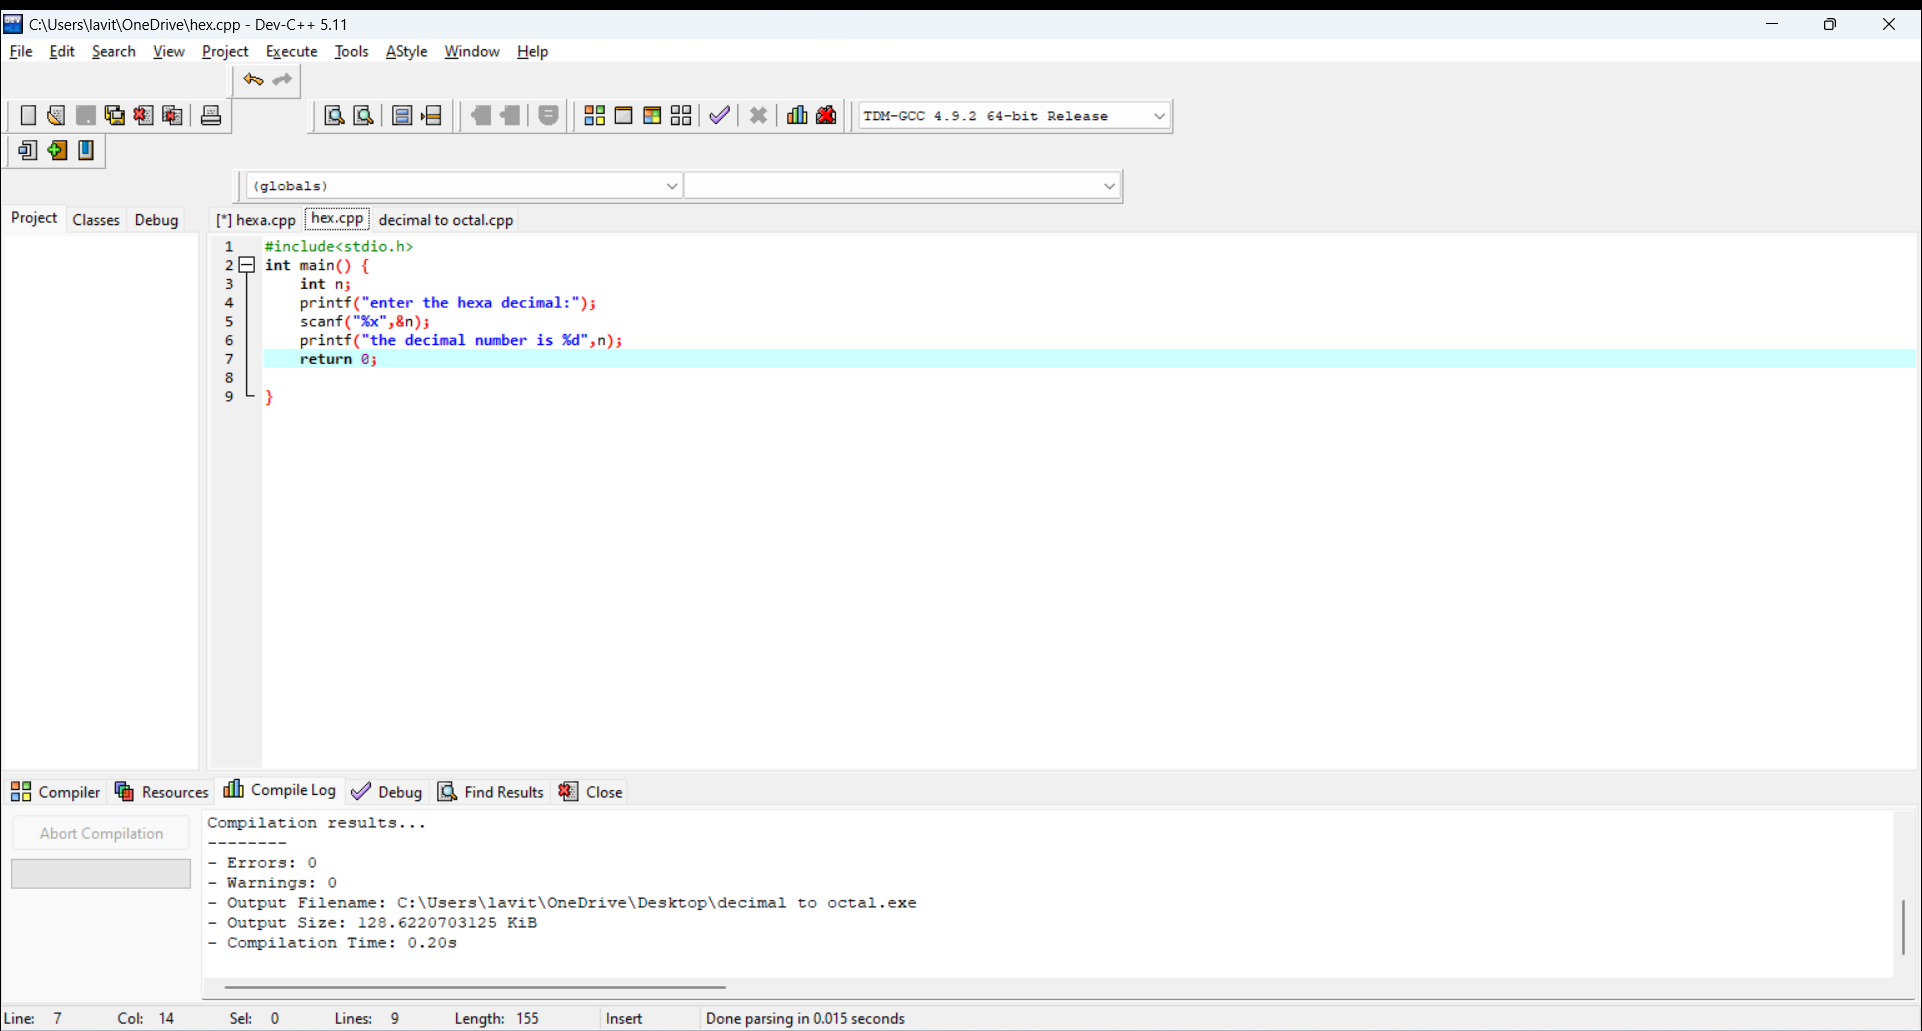 C:\Users\lavit\OneDrive\hex.cpp - Dev-C++ 5.11
File Edit Search View Project Execute Tools AStyle Window Help
TDM-GCC 4.9.2 64-bit Release
(globals)
Project Classes Debug [*] hexa.cpp hex.cpp decimal to octal.cpp
1 #include<stdio.h>
2 int main() {
3     int n;
4     printf("enter the hexa decimal:");
5     scanf("%x",&n);
6     printf("the decimal number is %d",n);
7     return 0;
8
9 }
Compiler Resources Compile Log Debug Find Results Close
Abort Compilation
Compilation results...
--------
- Errors: 0
- Warnings: 0
- Output Filename: C:\Users\lavit\OneDrive\Desktop\decimal to octal.exe
- Output Size: 128.6220703125 KiB
- Compilation Time: 0.20s
Line: 7 Col: 14 Sel: 0 Lines: 9 Length: 155 Insert Done parsing in 0.015 seconds